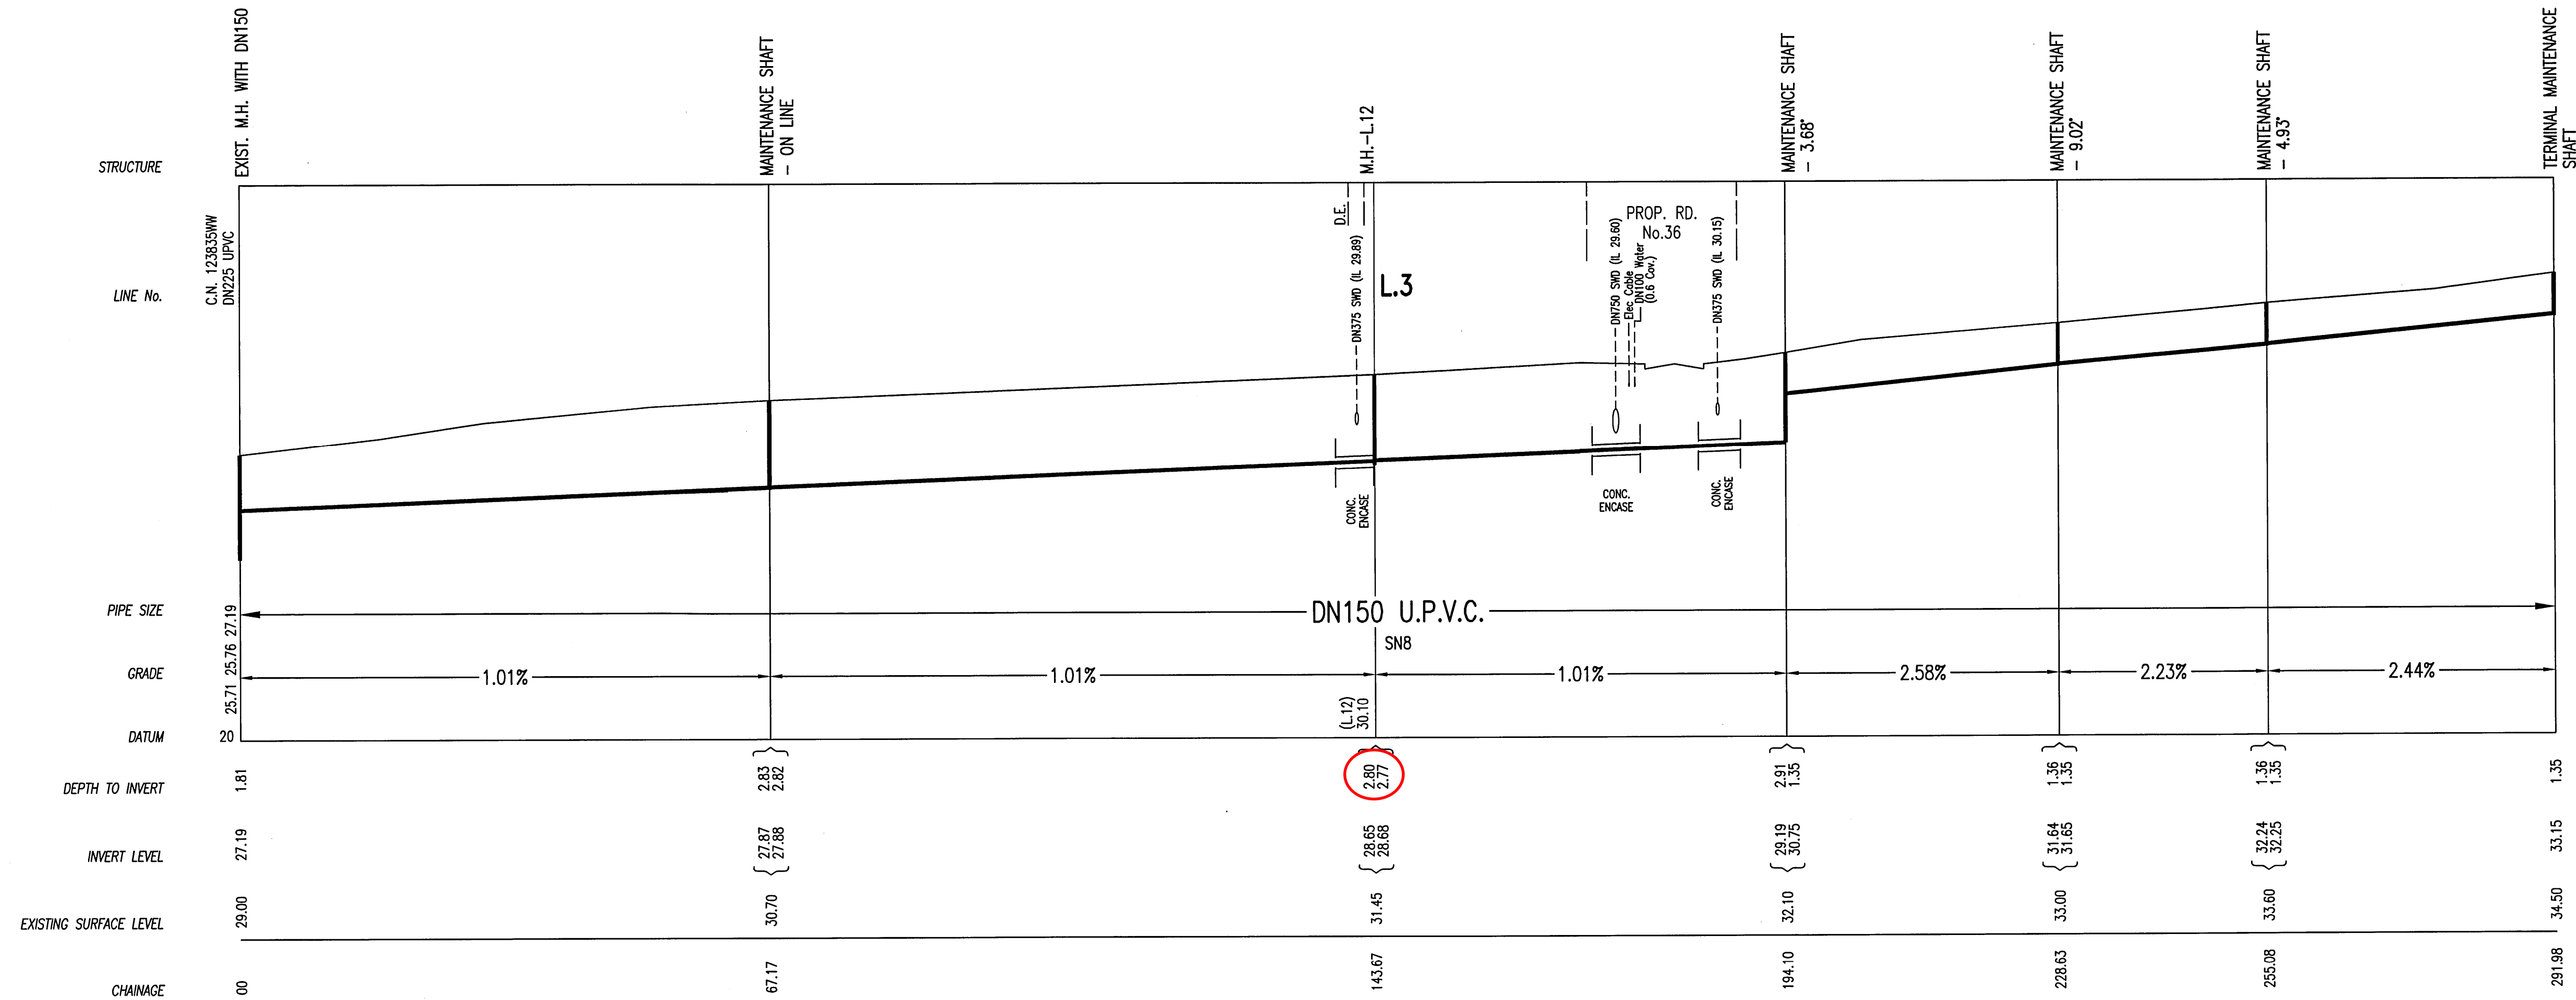 EXIST. M.H. WITH DN150
MAINTENANCE SHAFT
- ON LINE
M.H.-L.12
MAINTENANCE SHAFT
- 3.68°
MAINTENANCE SHAFT
- 9.02°
MAINTENANCE SHAFT
- 4.93°
TERMINAL MAINTENANCE
SHAFT
STRUCTURE
LINE No.
C.N. 123835WW
DN225 UPVC
D.E.
DN375 SWD (IL 29.89)
L.3
PROP. RD.
No.36
DN750 SWD (IL 29.60)
Elec Cable
DN100 Water
(0.6 Cov.)
DN375 SWD (IL 30.15)
CONC.
ENCASE
CONC.
ENCASE
CONC.
ENCASE
PIPE SIZE
DN150 U.P.V.C.
SN8
25.71 25.76 27.19
GRADE
1.01%
1.01%
1.01%
2.58%
2.23%
2.44%
(L.12)
30.10
DATUM
20
DEPTH TO INVERT
1.81
2.83
2.82
2.80
2.77
2.91
1.35
1.36
1.35
1.36
1.35
1.35
INVERT LEVEL
27.19
27.87
27.88
28.65
28.68
29.19
30.75
31.64
31.65
32.24
32.25
33.15
EXISTING SURFACE LEVEL
29.00
30.70
31.45
32.10
33.00
33.60
34.50
CHAINAGE
00
67.17
143.67
194.10
228.63
255.08
291.98